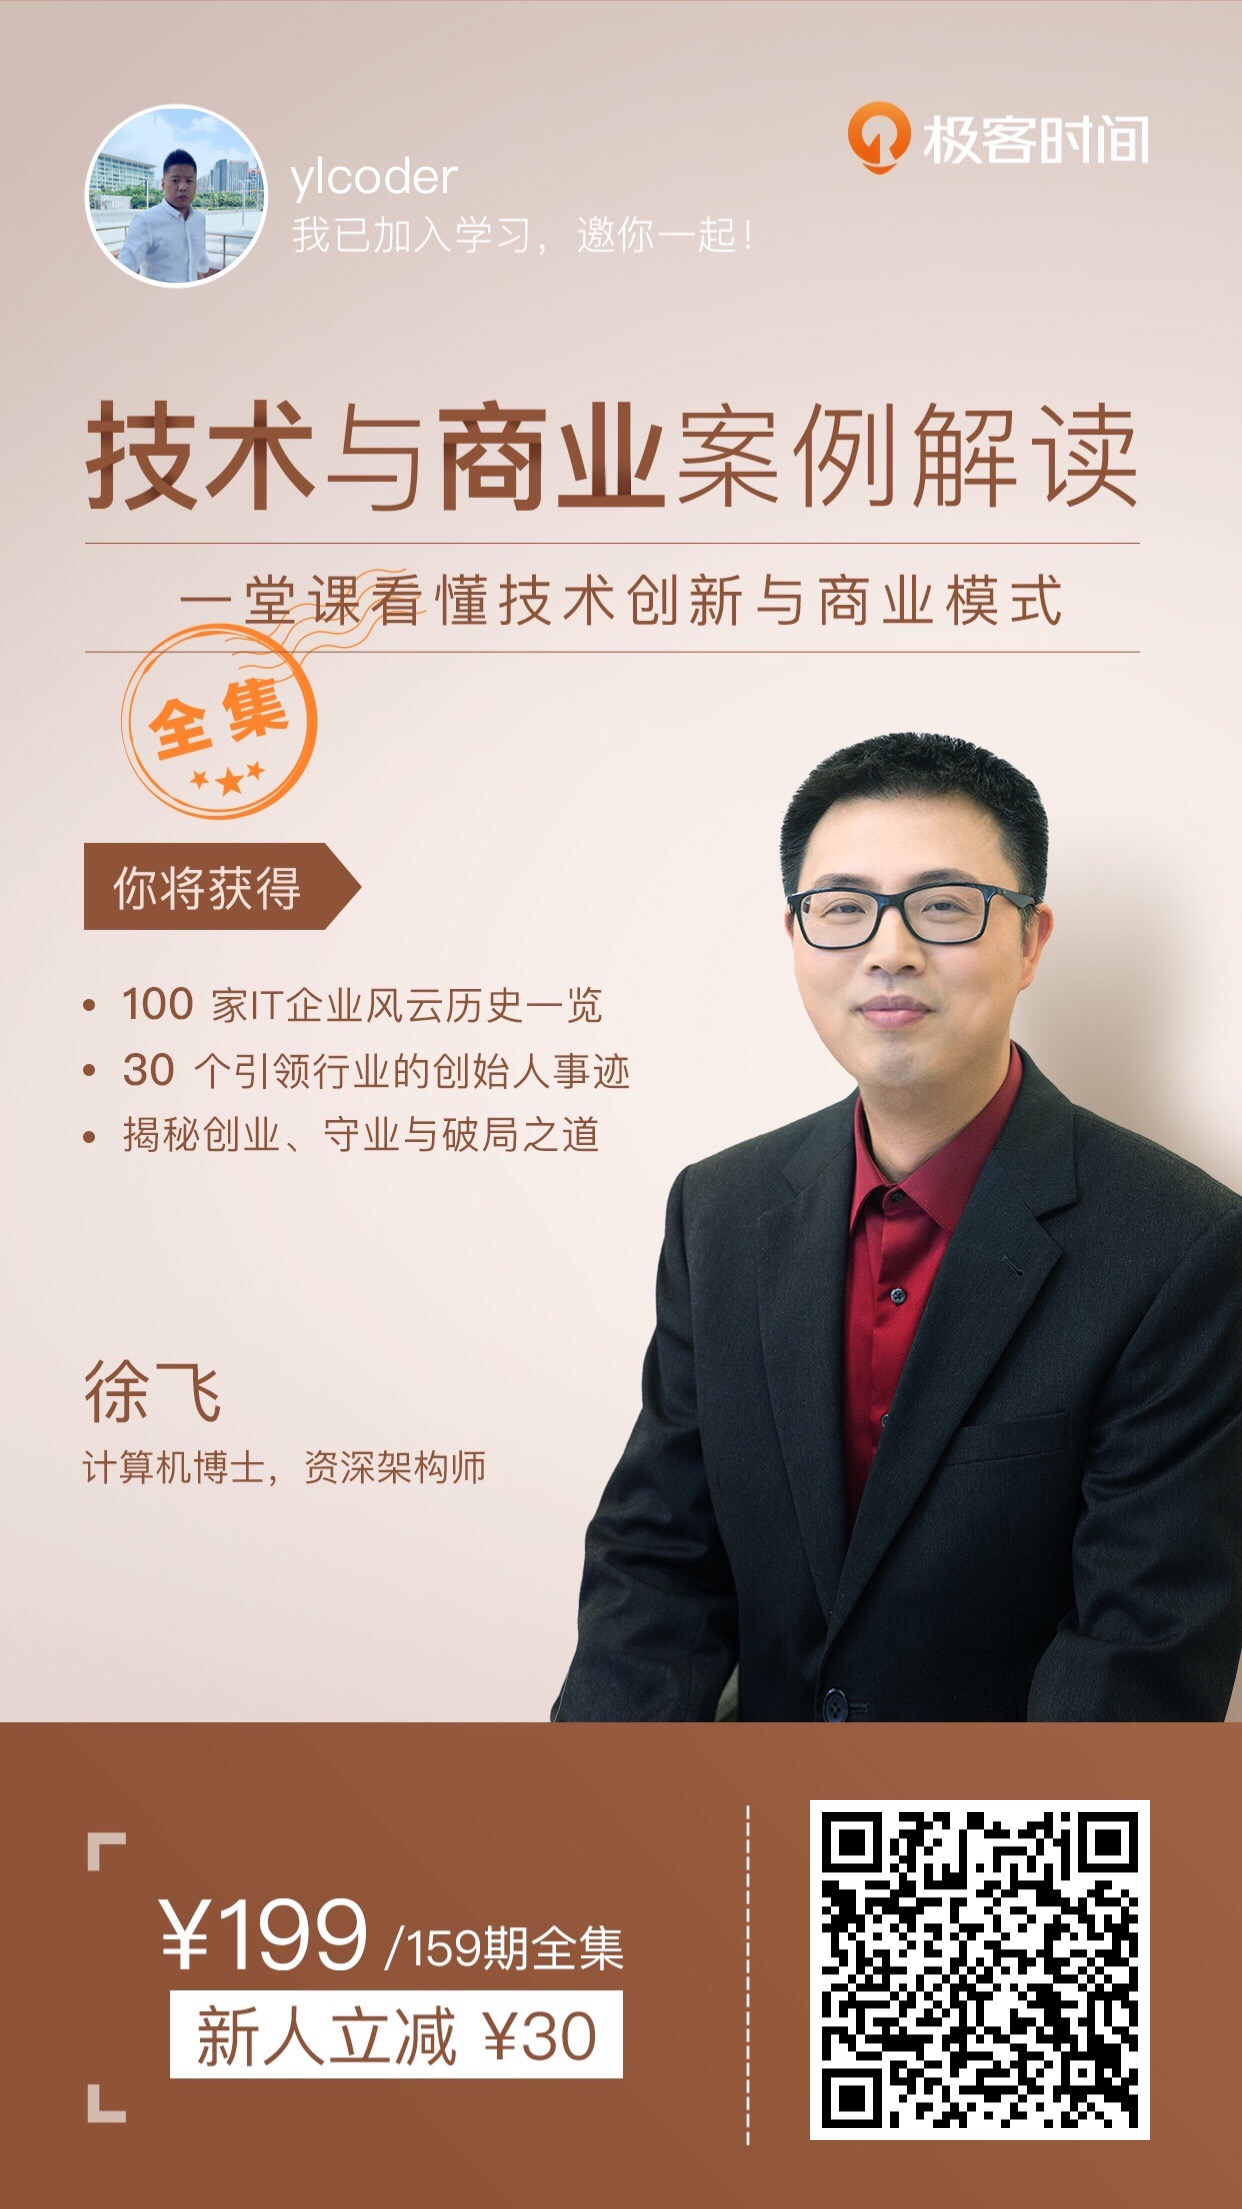 极客时间
ylcoder
我已加入学习，邀你一起！
技术与商业案例解读
一堂课看懂技术创新与商业模式
全集
你将获得
• 100 家IT企业风云历史一览
• 30 个引领行业的创始人事迹
• 揭秘创业、守业与破局之道
徐飞
计算机博士，资深架构师
¥199 /159期全集
新人立减 ¥30